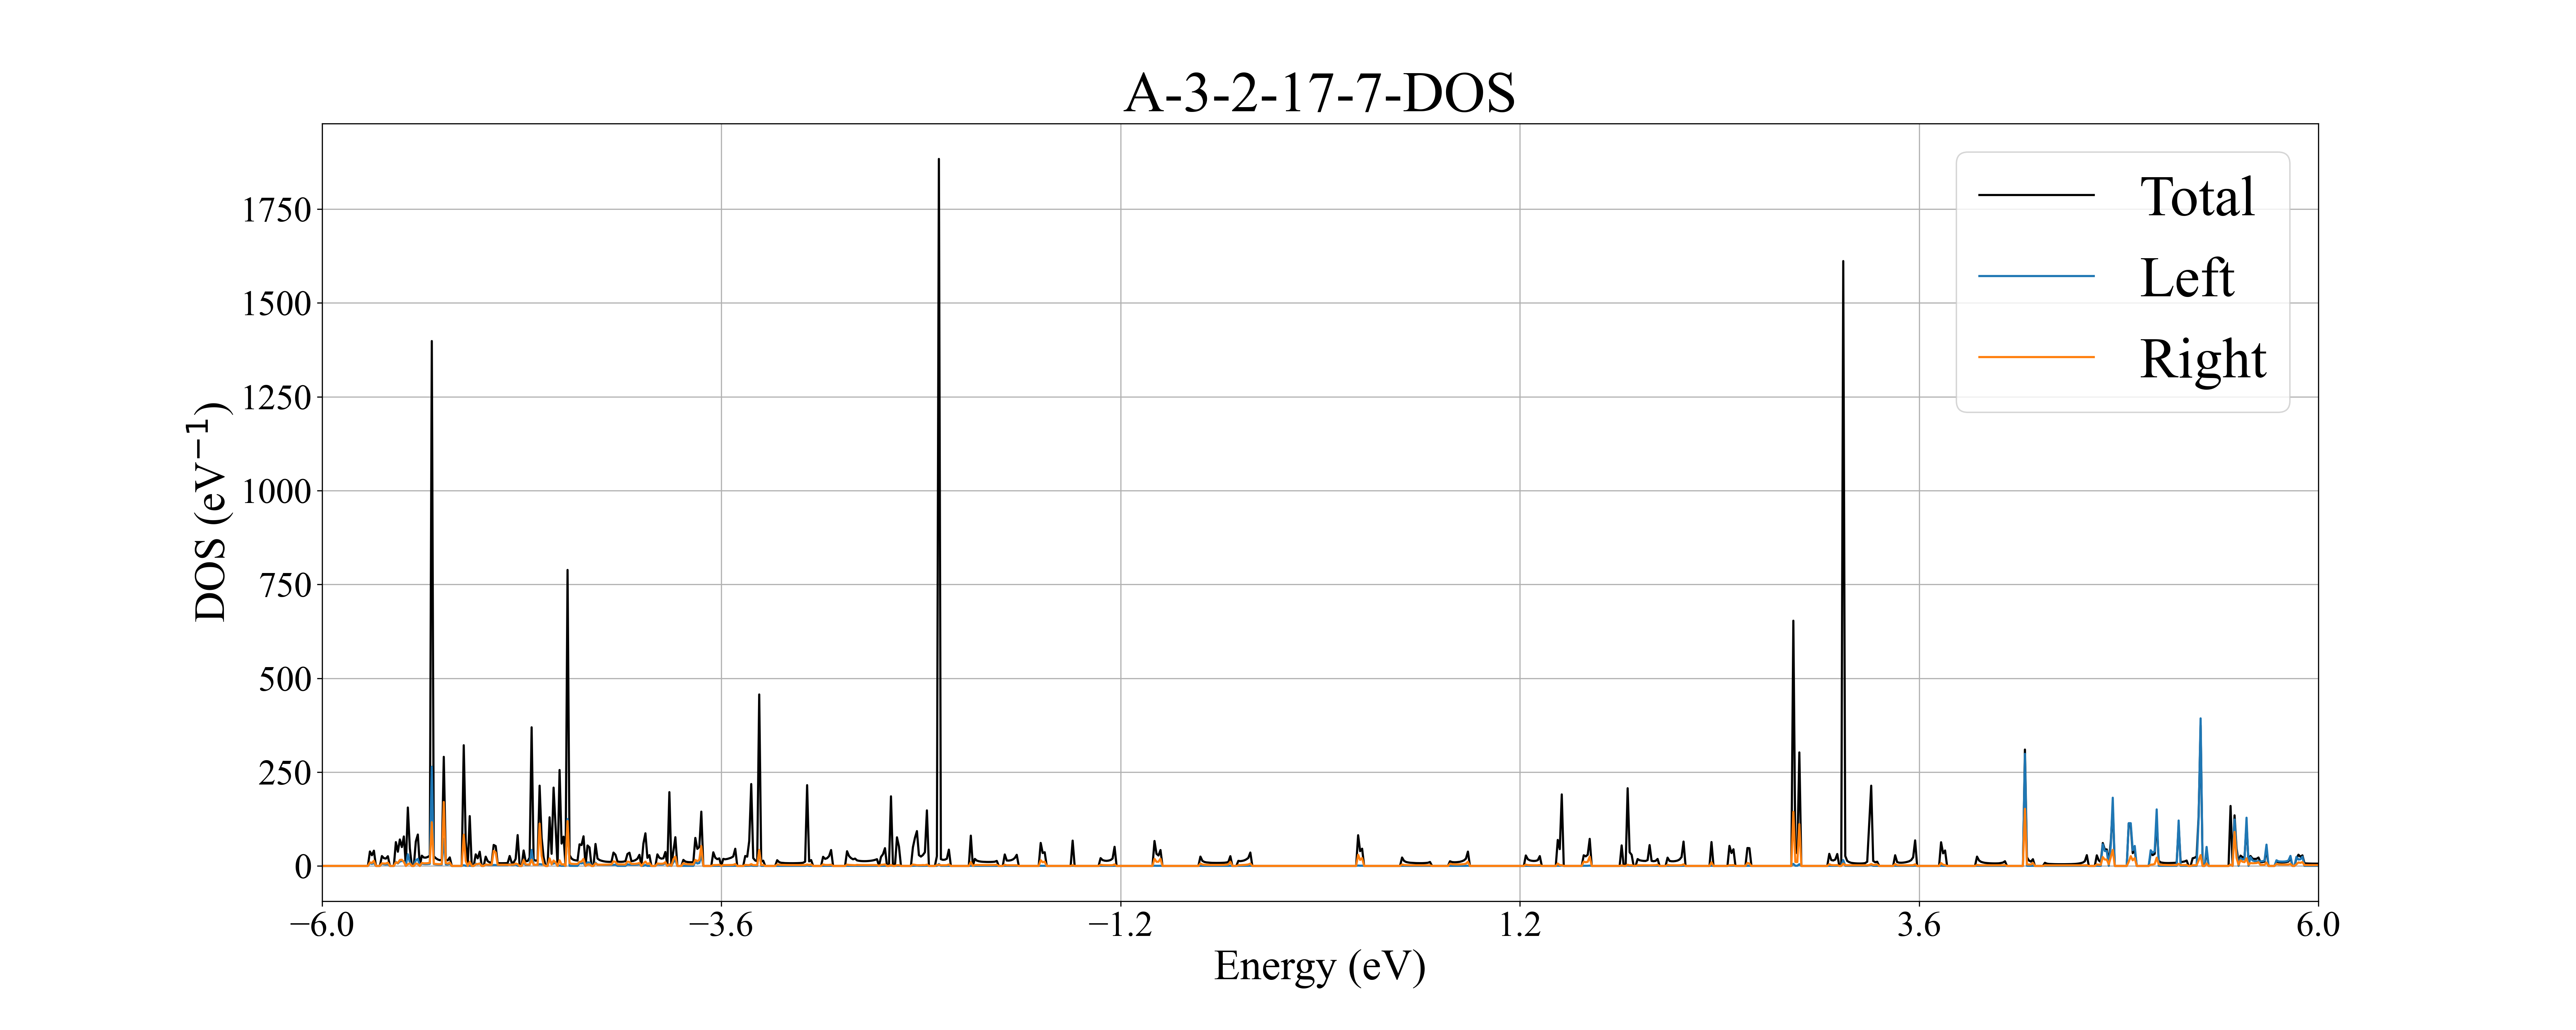 A-3-2-17-7-DOS
Total
Left
Right
1750
1500
1250
1000
750
500
250
0
DOS (eV⁻¹)
−6.0 −3.6 −1.2 1.2 3.6 6.0
Energy (eV)